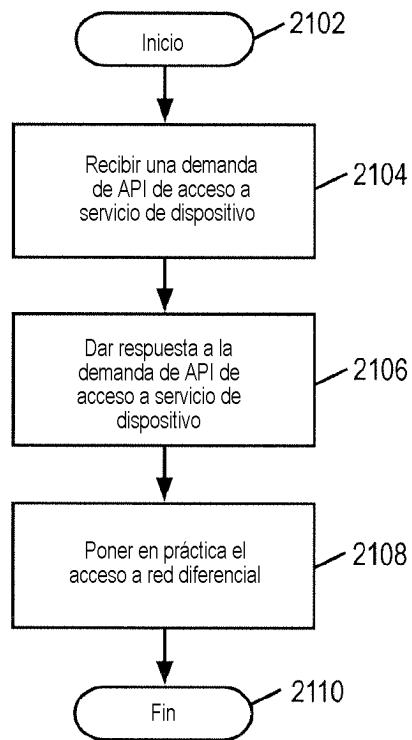 Inicio
2102
Recibir una demanda
de API de acceso a
servicio de dispositivo
2104
Dar respuesta a la
demanda de API de
acceso a servicio de
dispositivo
2106
Poner en práctica el
acceso a red diferencial
2108
Fin
2110